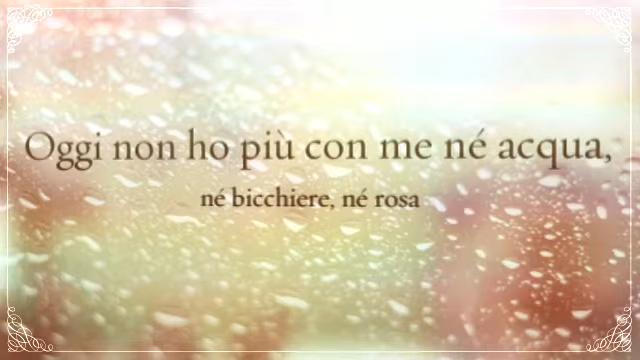 Oggi non ho più con me né acqua,
né bicchiere, né rosa